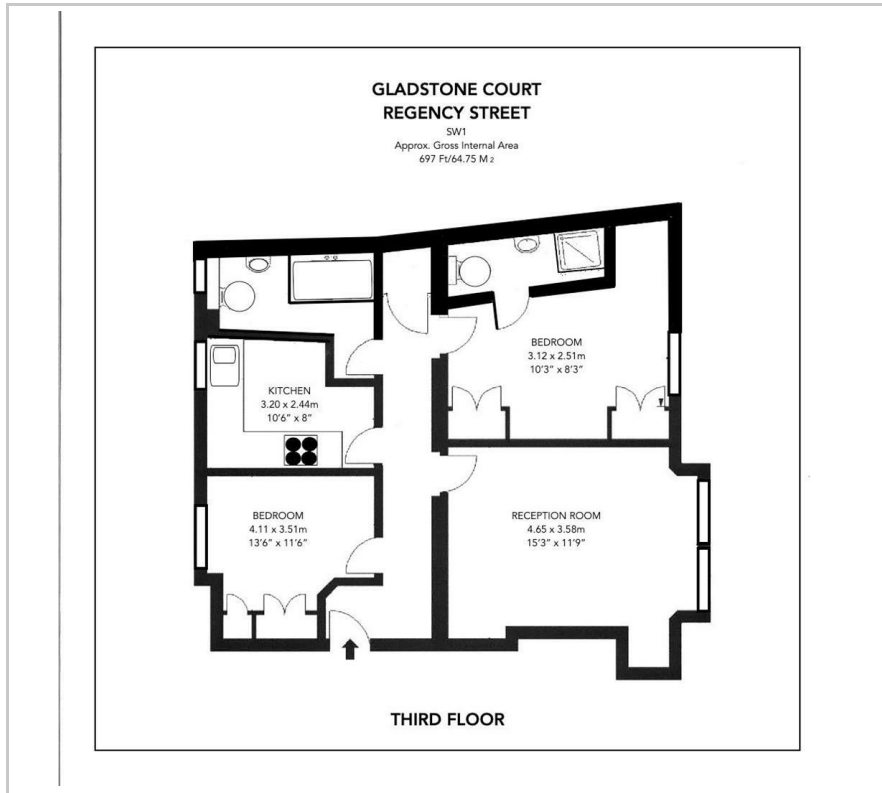 GLADSTONE COURT
REGENCY STREET
SW1
Approx. Gross Internal Area
697 Ft/64.75 M 2
BEDROOM
3.12 x 2.51m
10'3" x 8'3"
KITCHEN
3.20 x 2.44m
10'6" x 8"
BEDROOM
4.11 x 3.51m
13'6" x 11'6"
RECEPTION ROOM
4.65 x 3.58m
15'3" x 11'9"
THIRD FLOOR